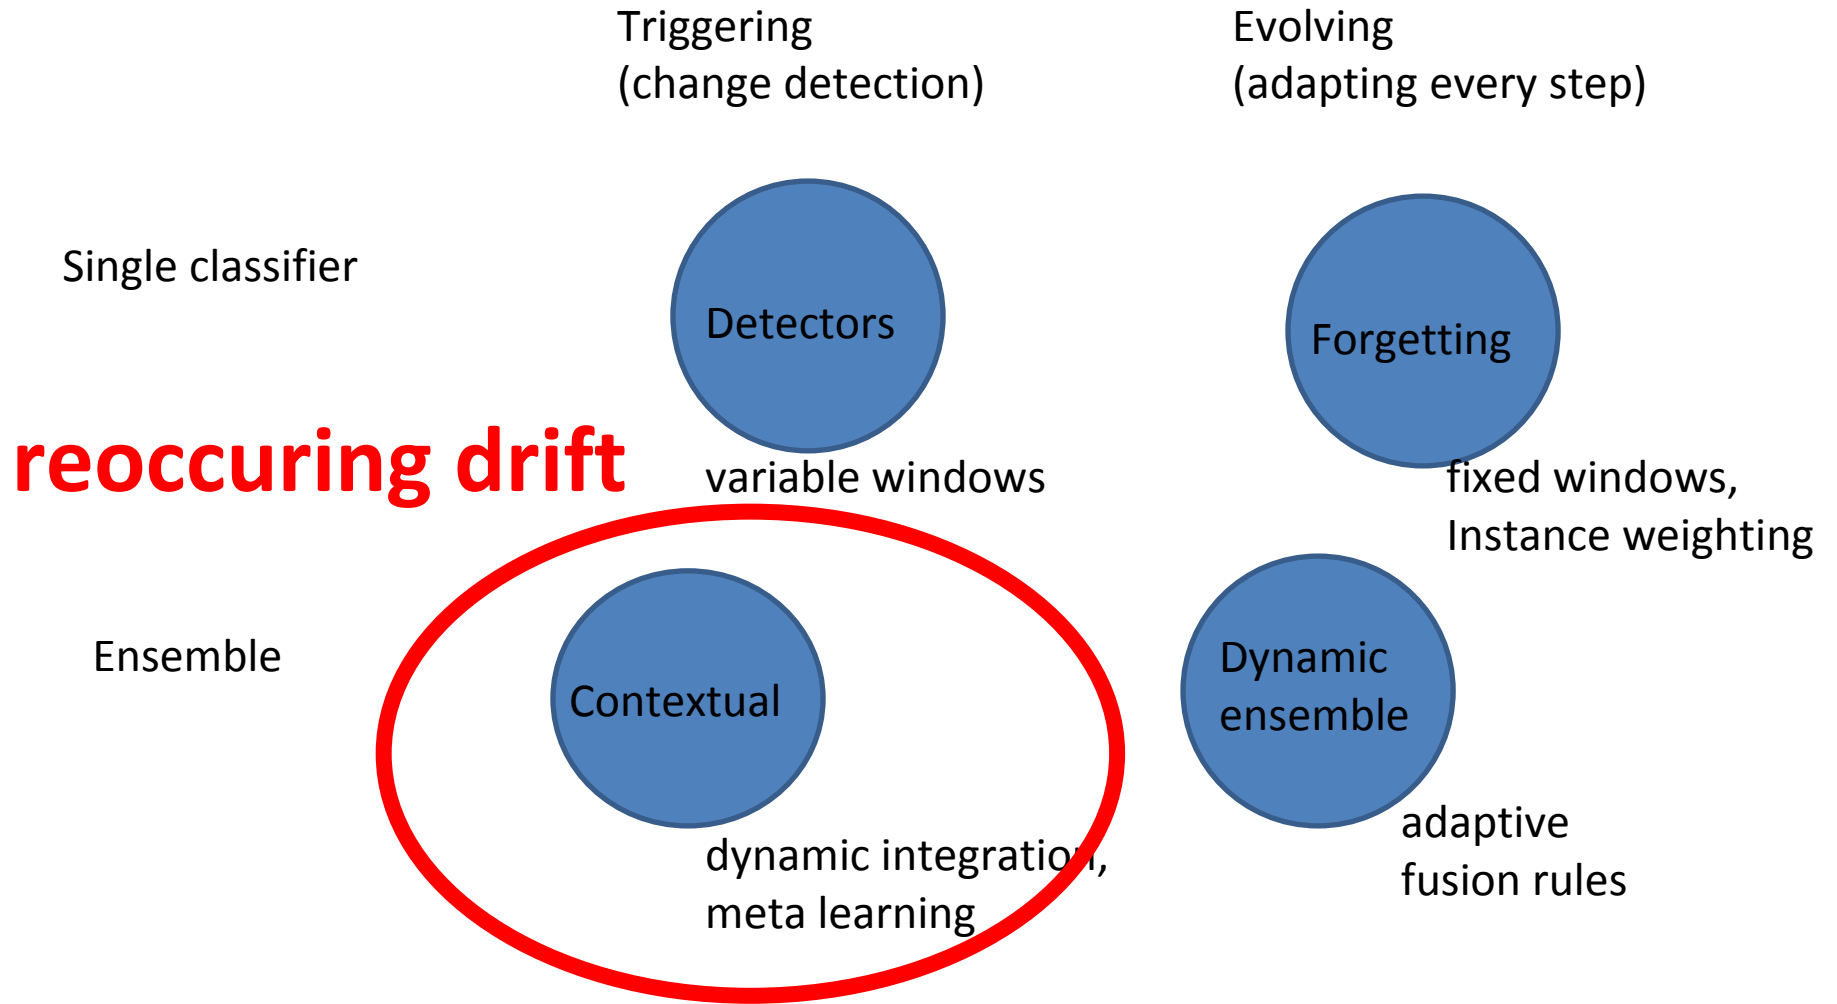 Triggering
(change detection)
Evolving
(adapting every step)
Single classifier
Detectors
Forgetting
reoccuring drift
variable windows
fixed windows,
Instance weighting
Ensemble
Contextual
Dynamic
ensemble
dynamic integration,
meta learning
adaptive
fusion rules